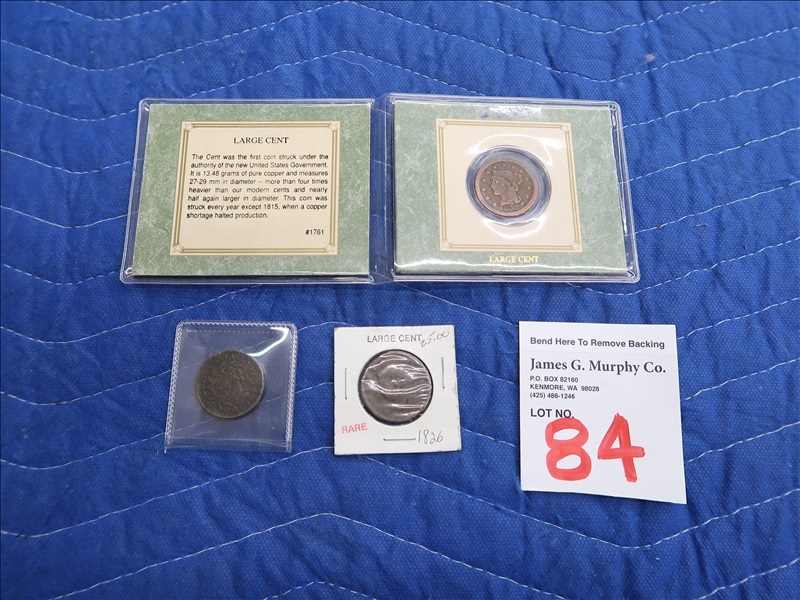 LARGE CENT
The Cent was the first coin struck under the
authority of the new United States Government.
It is 13.48 grams of pure copper and measures
27-29 mm in diameter -- more than four times
heavier than our modern cents and nearly
half again larger in diameter. This coin was
struck every year except 1815, when a copper
shortage halted production.
#1761
LARGE CENT
LARGE CENT
25.00
RARE
1826
Bend Here To Remove Backing
James G. Murphy Co.
P.O. BOX 82160
KENMORE, WA 98028
(425) 486-1246
LOT NO.
84